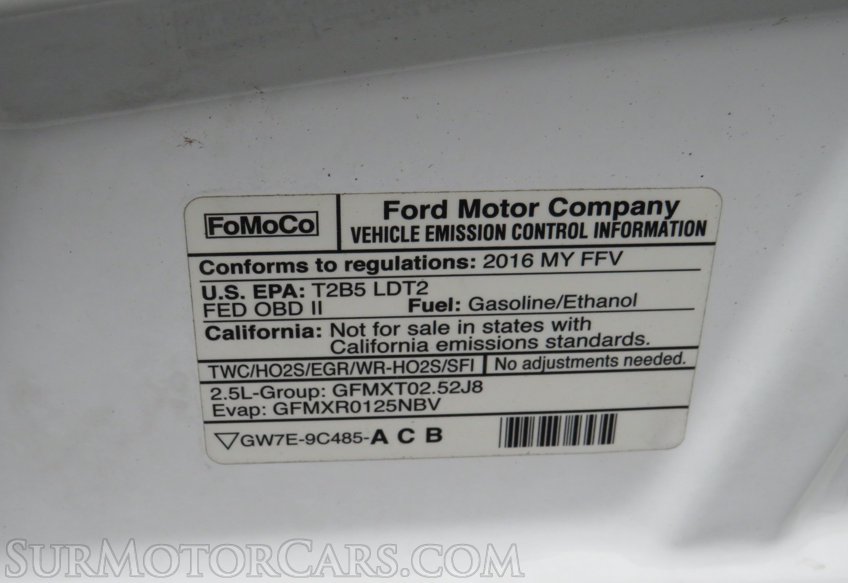 FoMoCo
Ford Motor Company
VEHICLE EMISSION CONTROL INFORMATION
Conforms to regulations: 2016 MY FFV
U.S. EPA: T2B5 LDT2
FED OBD II Fuel: Gasoline/Ethanol
California: Not for sale in states with
California emissions standards.
TWC/HO2S/EGR/WR-HO2S/SFI No adjustments needed.
2.5L-Group: GFMXT02.52J8
Evap: GFMXR0125NBV
▽GW7E-9C485-A C B
SURMOTORCARS.COM